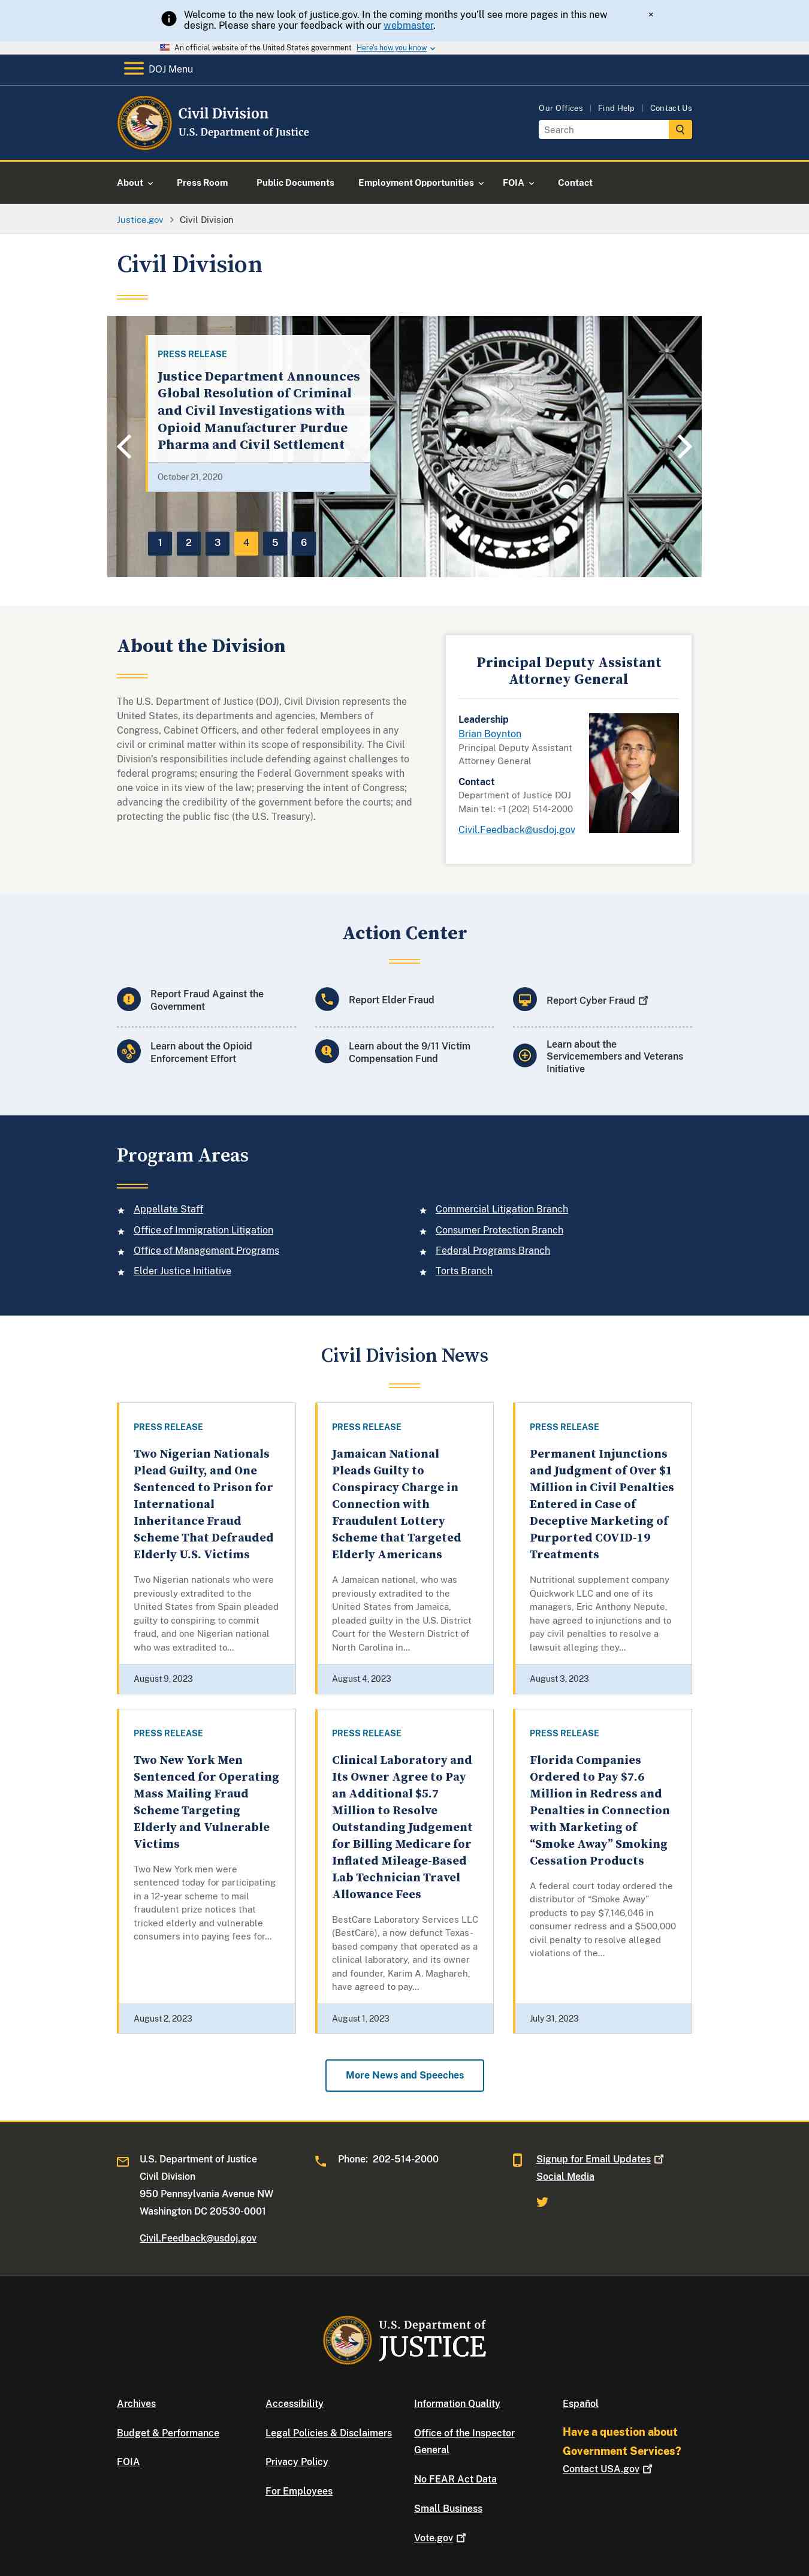 Welcome to the new look of justice.gov. In the coming months you'll see more pages in this new
design. Please share your feedback with our webmaster.
×
An official website of the United States government Here's how you know
DOJ Menu
Civil Division
U.S. Department of Justice
Our Offices
Find Help
Contact Us
Search
About
Press Room
Public Documents
Employment Opportunities
FOIA
Contact
Justice.gov
Civil Division
Civil Division
PRESS RELEASE
Justice Department Announces
Global Resolution of Criminal
and Civil Investigations with
Opioid Manufacturer Purdue
Pharma and Civil Settlement
October 21, 2020
1 2 3 4 5 6
About the Division
The U.S. Department of Justice (DOJ), Civil Division represents the
United States, its departments and agencies, Members of
Congress, Cabinet Officers, and other federal employees in any
civil or criminal matter within its scope of responsibility. The Civil
Division's responsibilities include defending against challenges to
federal programs; ensuring the Federal Government speaks with
one voice in its view of the law; preserving the intent of Congress;
advancing the credibility of the government before the courts; and
protecting the public fisc (the U.S. Treasury).
Principal Deputy Assistant
Attorney General
Leadership
Brian Boynton
Principal Deputy Assistant
Attorney General
Contact
Department of Justice DOJ
Main tel: +1 (202) 514-2000
Civil.Feedback@usdoj.gov
Action Center
Report Fraud Against the
Government
Report Elder Fraud
Report Cyber Fraud
Learn about the Opioid
Enforcement Effort
Learn about the 9/11 Victim
Compensation Fund
Learn about the
Servicemembers and Veterans
Initiative
Program Areas
Appellate Staff
Office of Immigration Litigation
Office of Management Programs
Elder Justice Initiative
Commercial Litigation Branch
Consumer Protection Branch
Federal Programs Branch
Torts Branch
Civil Division News
PRESS RELEASE
Two Nigerian Nationals
Plead Guilty, and One
Sentenced to Prison for
International
Inheritance Fraud
Scheme That Defrauded
Elderly U.S. Victims
Two Nigerian nationals who were
previously extradited to the
United States from Spain pleaded
guilty to conspiring to commit
fraud, and one Nigerian national
who was extradited to...
August 9, 2023
PRESS RELEASE
Jamaican National
Pleads Guilty to
Conspiracy Charge in
Connection with
Fraudulent Lottery
Scheme that Targeted
Elderly Americans
A Jamaican national, who was
previously extradited to the
United States from Jamaica,
pleaded guilty in the U.S. District
Court for the Western District of
North Carolina in...
August 4, 2023
PRESS RELEASE
Permanent Injunctions
and Judgment of Over $1
Million in Civil Penalties
Entered in Case of
Deceptive Marketing of
Purported COVID-19
Treatments
Nutritional supplement company
Quickwork LLC and one of its
managers, Eric Anthony Nepute,
have agreed to injunctions and to
pay civil penalties to resolve a
lawsuit alleging they...
August 3, 2023
PRESS RELEASE
Two New York Men
Sentenced for Operating
Mass Mailing Fraud
Scheme Targeting
Elderly and Vulnerable
Victims
Two New York men were
sentenced today for participating
in a 12-year scheme to mail
fraudulent prize notices that
tricked elderly and vulnerable
consumers into paying fees for...
August 2, 2023
PRESS RELEASE
Clinical Laboratory and
Its Owner Agree to Pay
an Additional $5.7
Million to Resolve
Outstanding Judgement
for Billing Medicare for
Inflated Mileage-Based
Lab Technician Travel
Allowance Fees
BestCare Laboratory Services LLC
(BestCare), a now defunct Texas-
based company that operated as a
clinical laboratory, and its owner
and founder, Karim A. Maghareh,
have agreed to pay...
August 1, 2023
PRESS RELEASE
Florida Companies
Ordered to Pay $7.6
Million in Redress and
Penalties in Connection
with Marketing of
“Smoke Away” Smoking
Cessation Products
A federal court today ordered the
distributor of “Smoke Away”
products to pay $7,146,046 in
consumer redress and a $500,000
civil penalty to resolve alleged
violations of the...
July 31, 2023
More News and Speeches
U.S. Department of Justice
Civil Division
950 Pennsylvania Avenue NW
Washington DC 20530-0001
Civil.Feedback@usdoj.gov
Phone: 202-514-2000
Signup for Email Updates
Social Media
U.S. Department of
JUSTICE
Archives
Budget & Performance
FOIA
Accessibility
Legal Policies & Disclaimers
Privacy Policy
For Employees
Information Quality
Office of the Inspector
General
No FEAR Act Data
Small Business
Vote.gov
Español
Have a question about
Government Services?
Contact USA.gov